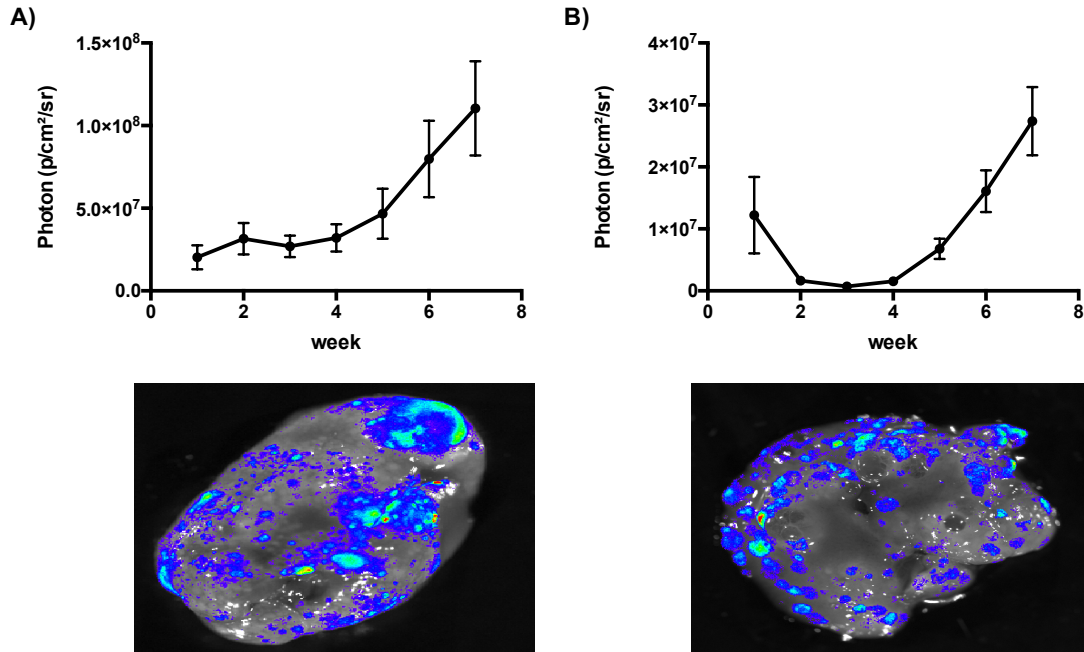 A)
Photon (p/cm²/sr)
1.5×10⁸
1.0×10⁸
5.0×10⁷
0.0
0 2 4 6 8
week
B)
Photon (p/cm²/sr)
4×10⁷
3×10⁷
2×10⁷
1×10⁷
0
0 2 4 6 8
week